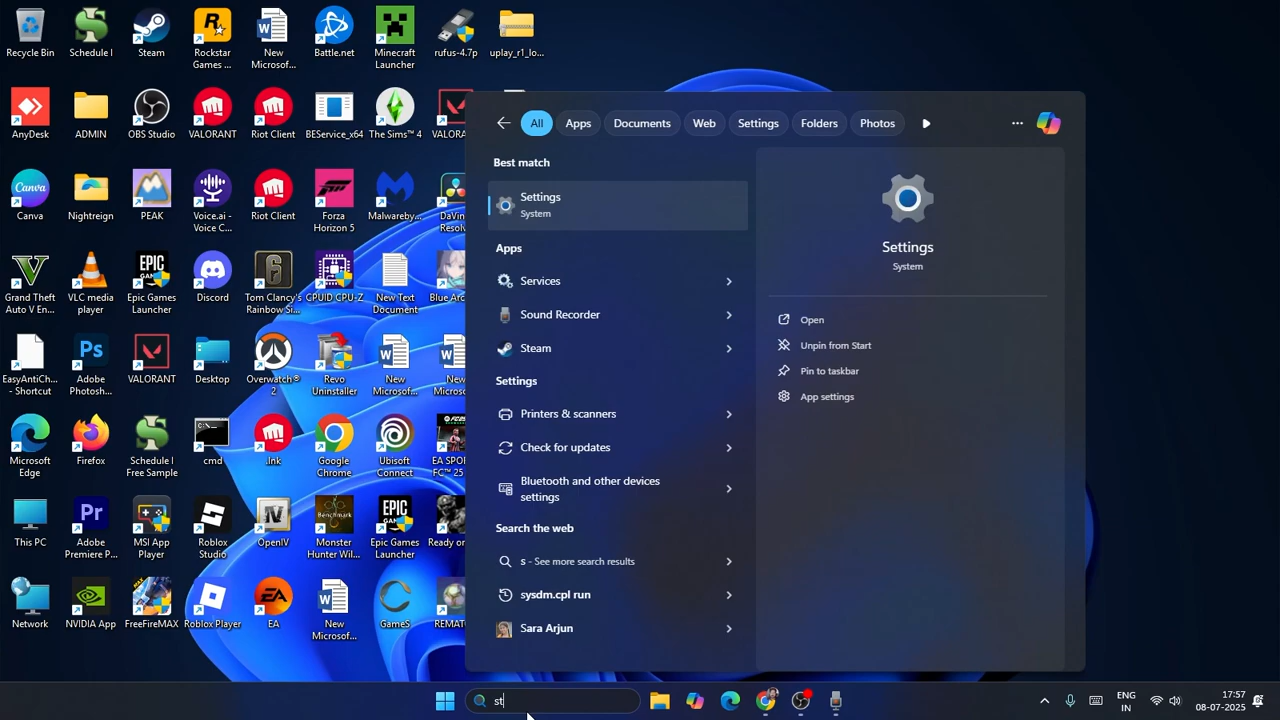 Recycle Bin
Schedule I
Steam
Rockstar
Games ...
New
Microsof...
Battle.net
Minecraft
Launcher
rufus-4.7p
uplay_r1_lo...
AnyDesk
ADMIN
OBS Studio
VALORANT
Riot Client
BEService_x64
The Sims™ 4
VALOR
Canva
Nightreign
PEAK
Voice.ai -
Voice C...
Riot Client
Forza
Horizon 5
Malwareby...
DaVin
Resolv
Grand Theft
Auto V En...
VLC media
player
Epic Games
Launcher
Discord
Tom Clancy's
Rainbow Si...
CPUID CPU-Z
New Text
Document
Blue Arc
EasyAntiCh...
- Shortcut
Adobe
Photosh...
VALORANT
Desktop
Overwatch®
2
Revo
Uninstaller
New
Microsof...
New
Microso
Microsoft
Edge
Firefox
Schedule I
Free Sample
cmd
.lnk
Google
Chrome
Ubisoft
Connect
EA SPOR
FC™ 25
This PC
Adobe
Premiere P...
MSI App
Player
Roblox
Studio
OpenIV
Monster
Hunter Wil...
Epic Games
Launcher
Ready or
Network
NVIDIA App
FreeFireMAX
Roblox Player
EA
New
Microsof...
GameS
REMAT
All
Apps
Documents
Web
Settings
Folders
Photos
Best match
Settings
System
Apps
Services
Sound Recorder
Steam
Settings
Printers & scanners
Check for updates
Bluetooth and other devices
settings
Search the web
s - See more search results
sysdm.cpl run
Sara Arjun
Settings
System
Open
Unpin from Start
Pin to taskbar
App settings
st
ENG
IN
17:57
08-07-2025